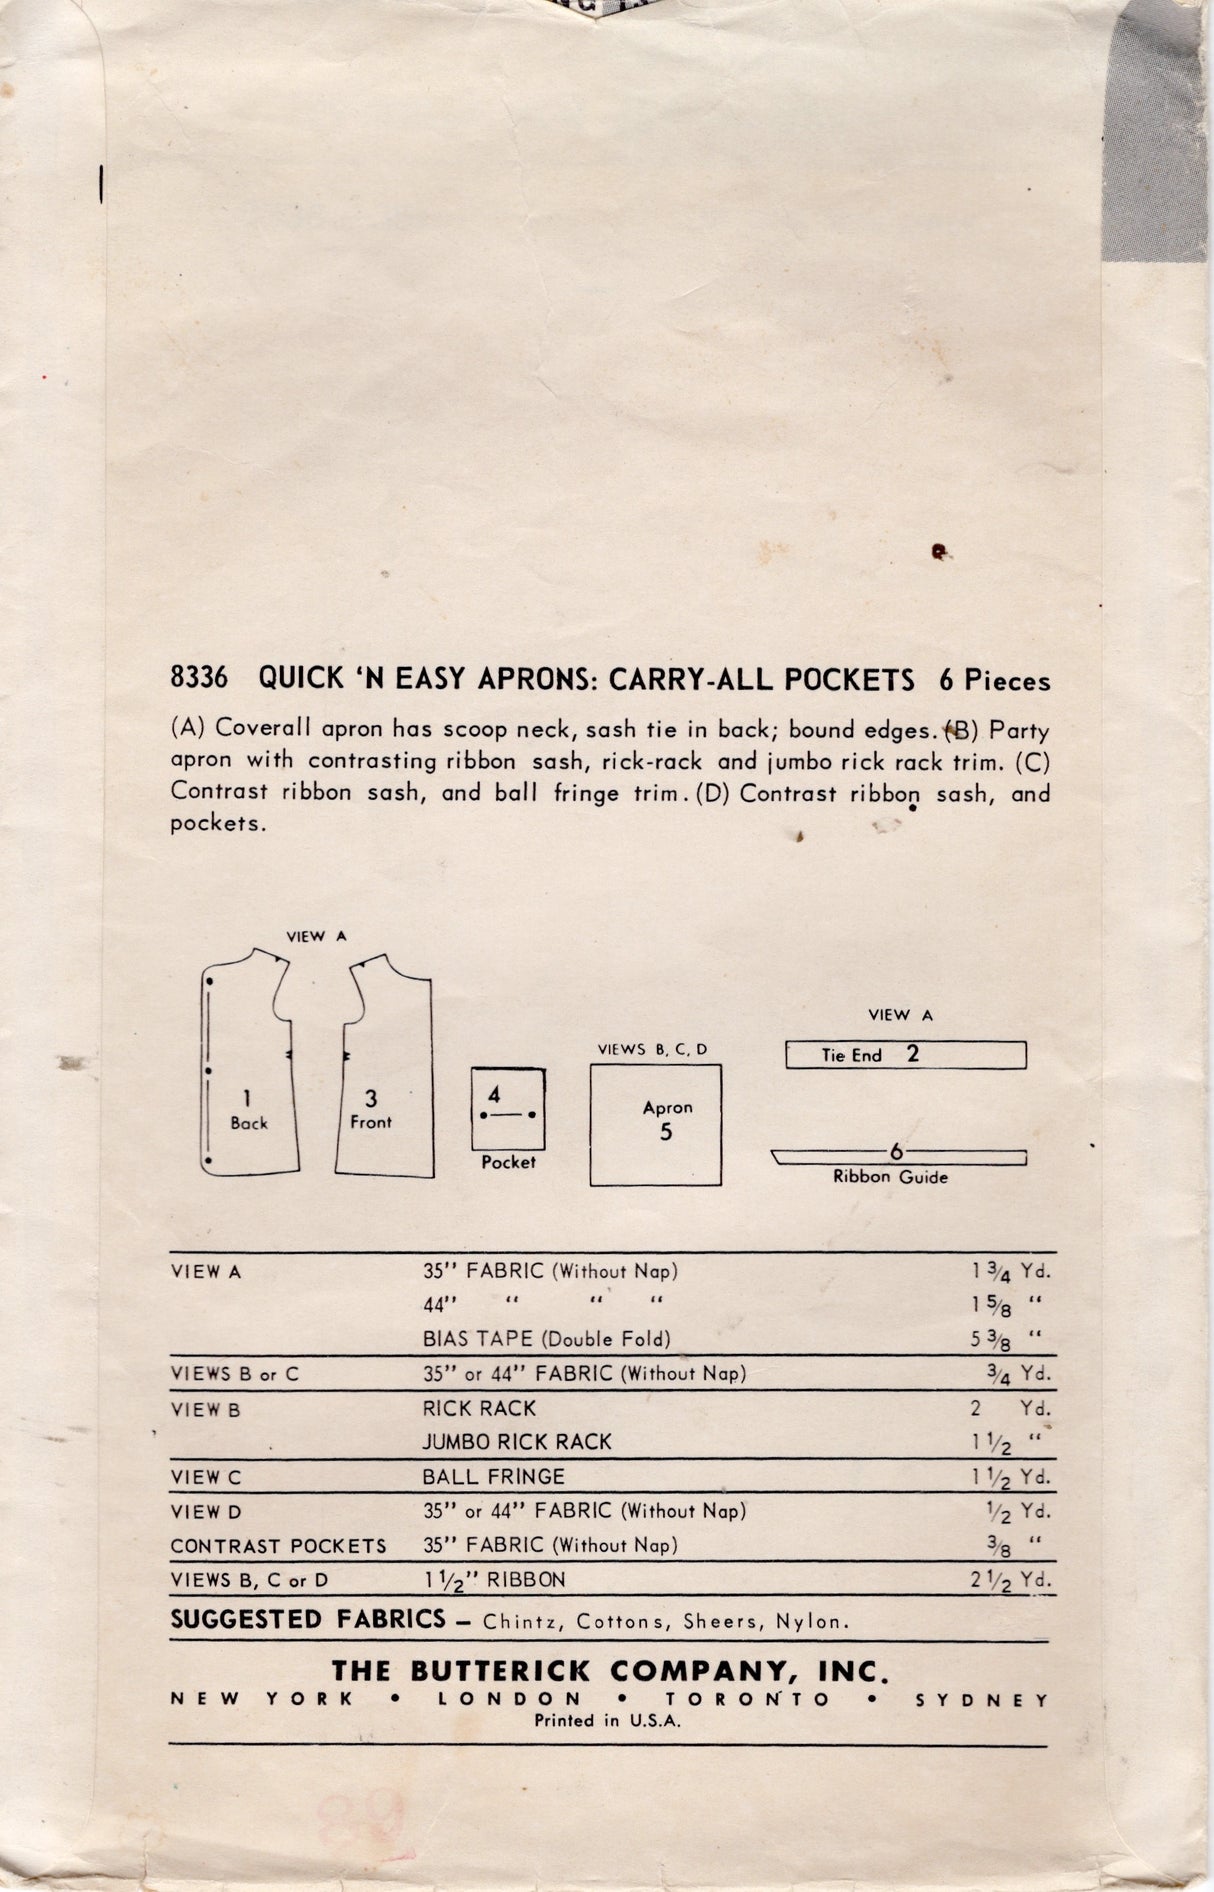 8336 QUICK 'N EASY APRONS: CARRY-ALL POCKETS 6 Pieces
(A) Coverall apron has scoop neck, sash tie in back; bound edges. (B) Party
apron with contrasting ribbon sash, rick-rack and jumbo rick rack trim. (C)
Contrast ribbon sash, and ball fringe trim. (D) Contrast ribbon sash, and
pockets.
VIEW A
1
Back
3
Front
4
Pocket
VIEWS B, C, D
Apron
5
VIEW A
Tie End 2
6
Ribbon Guide
VIEW A 35" FABRIC (Without Nap) 1 3/4 Yd.
44" " " " 1 5/8 "
BIAS TAPE (Double Fold) 5 3/8 "
VIEWS B or C 35" or 44" FABRIC (Without Nap) 3/4 Yd.
VIEW B RICK RACK 2 Yd.
JUMBO RICK RACK 1 1/2 "
VIEW C BALL FRINGE 1 1/2 Yd.
VIEW D 35" or 44" FABRIC (Without Nap) 1/2 Yd.
CONTRAST POCKETS 35" FABRIC (Without Nap) 3/8 "
VIEWS B, C or D 1 1/2" RIBBON 2 1/2 Yd.
SUGGESTED FABRICS – Chintz, Cottons, Sheers, Nylon.
THE BUTTERICK COMPANY, INC.
NEW YORK • LONDON • TORONTO • SYDNEY
Printed in U.S.A.